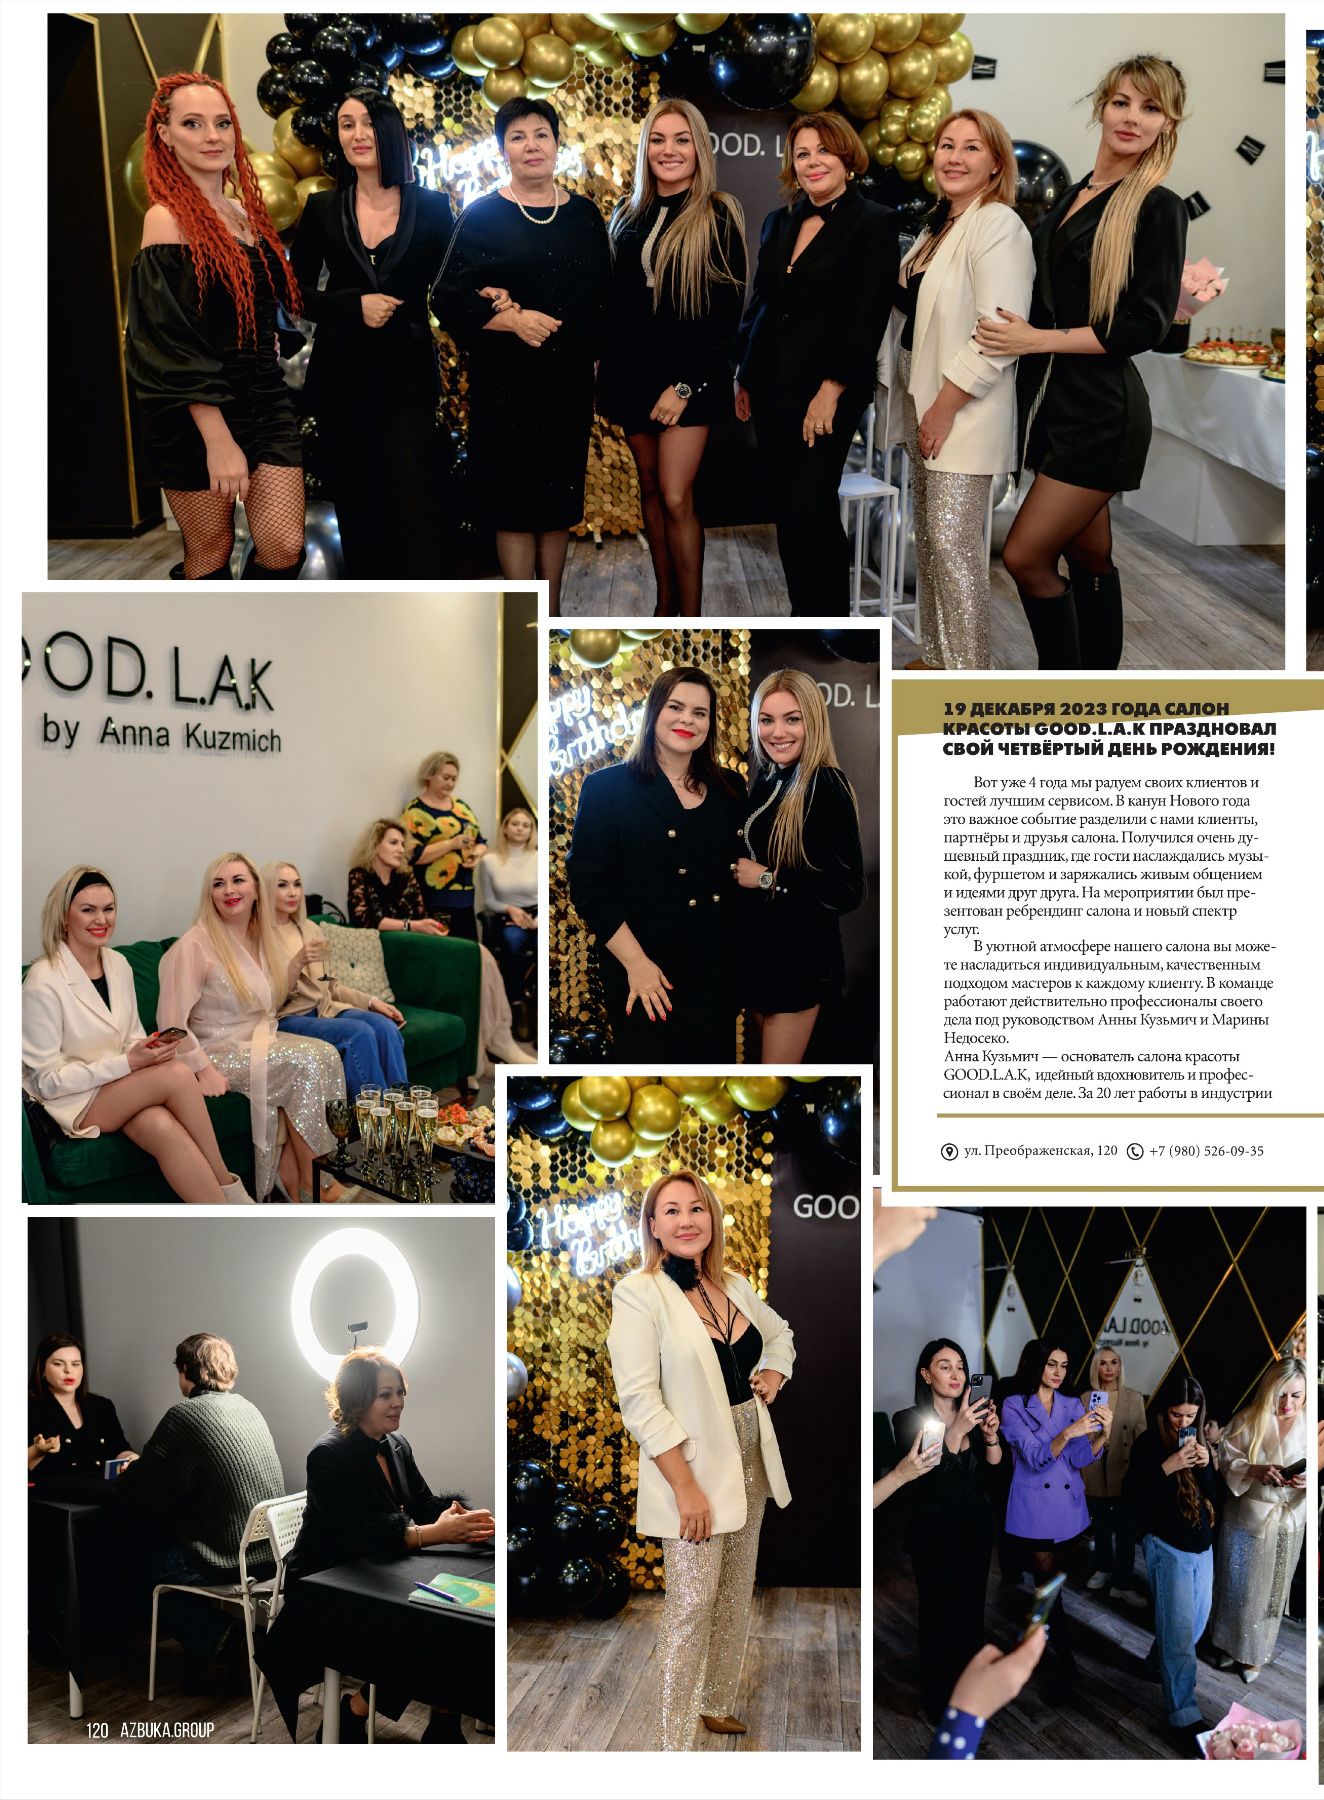 OOD. L
Happy
GOOD. L.A.K
by Anna Kuzmich
OD. L.
Birthda
19 ДЕКАБРЯ 2023 ГОДА САЛОН
КРАСОТЫ GOOD.L.A.K ПРАЗДНОВАЛ
СВОЙ ЧЕТВЁРТЫЙ ДЕНЬ РОЖДЕНИЯ!
Вот уже 4 года мы радуем своих клиентов и
гостей лучшим сервисом. В канун Нового года
это важное событие разделили с нами клиенты,
партнёры и друзья салона. Получился очень ду-
шевный праздник, где гости наслаждались музы-
кой, фуршетом и заряжались живым общением
и идеями друг друга. На мероприятии был пре-
зентован ребрендинг салона и новый спектр
услуг.
В уютной атмосфере нашего салона вы може-
те насладиться индивидуальным, качественным
подходом мастеров к каждому клиенту. В команде
работают действительно профессионалы своего
дела под руководством Анны Кузьмич и Марины
Недосеко.
Анна Кузьмич — основатель салона красоты
GOOD.L.A.K, идейный вдохновитель и профес-
сионал в своём деле. За 20 лет работы в индустрии
ул. Преображенская, 120 +7 (980) 526-09-35
Happy
Birth
GOO
120 AZBUKA.GROUP